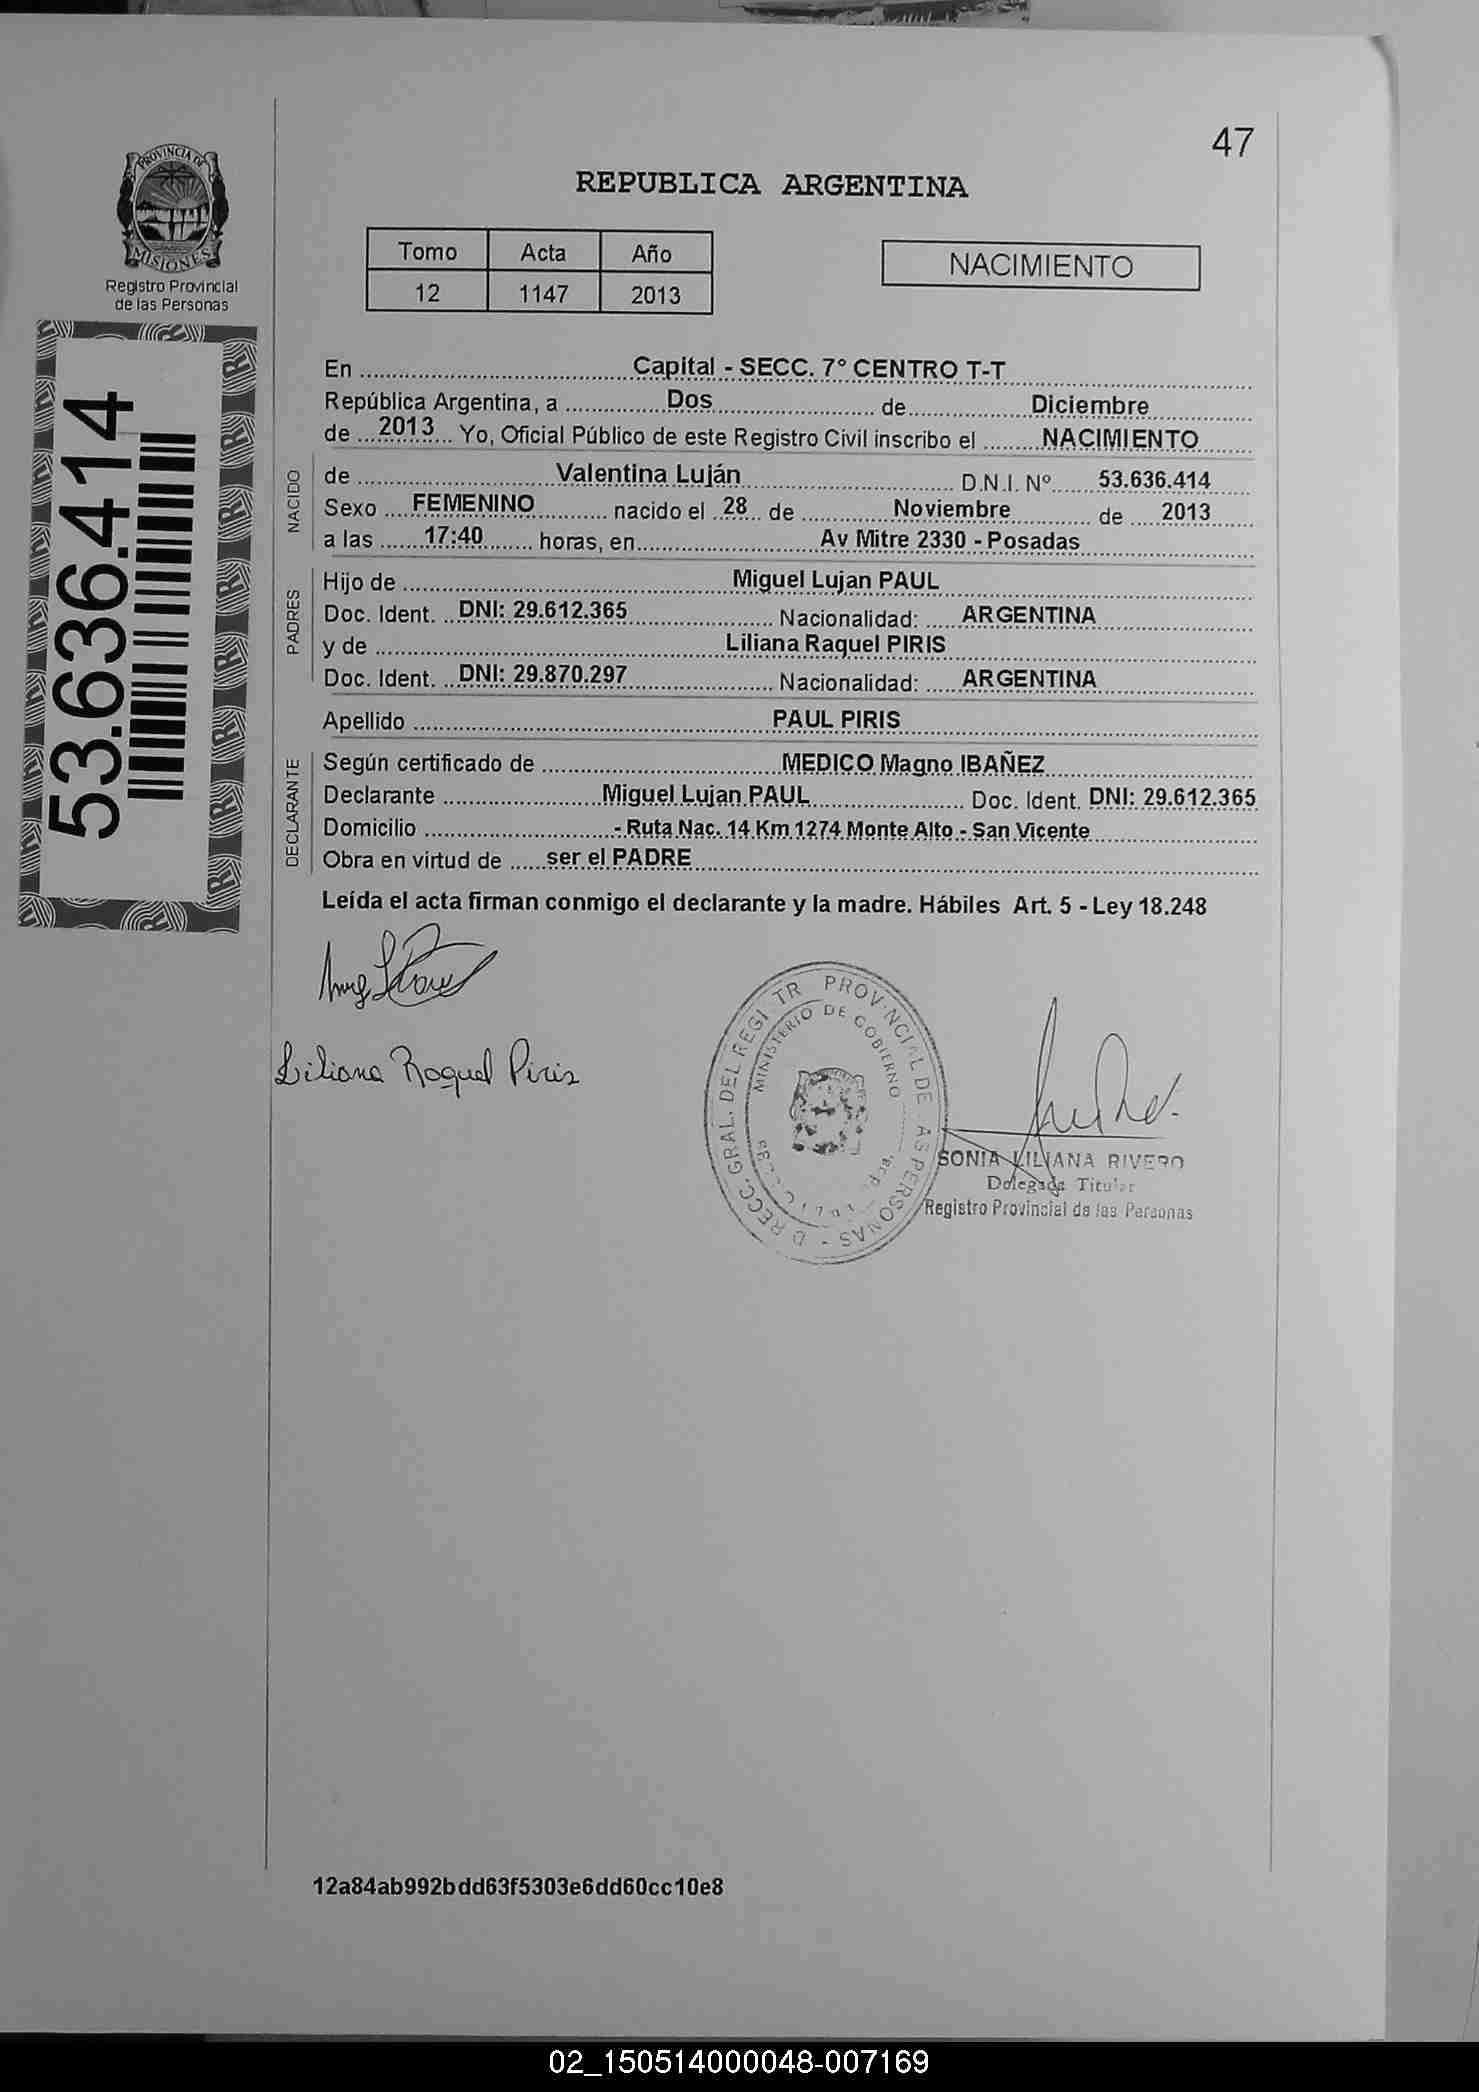 47
PROVINCIA DE
MISIONES
Registro Provincial
de las Personas
REPUBLICA ARGENTINA
Tomo Acta Año
12 1147 2013
NACIMIENTO
53.636.414
En Capital - SECC. 7° CENTRO T-T
República Argentina, a Dos de Diciembre
de 2013 Yo, Oficial Público de este Registro Civil inscribo el NACIMIENTO
NACIDO
de Valentina Luján D.N.I. Nº 53.636.414
Sexo FEMENINO nacido el 28 de Noviembre de 2013
a las 17:40 horas, en Av Mitre 2330 - Posadas
PADRES
Hijo de Miguel Lujan PAUL
Doc. Ident. DNI: 29.612.365 Nacionalidad: ARGENTINA
y de Liliana Raquel PIRIS
Doc. Ident. DNI: 29.870.297 Nacionalidad: ARGENTINA
Apellido PAUL PIRIS
DECLARANTE
Según certificado de MEDICO Magno IBAÑEZ
Declarante Miguel Lujan PAUL Doc. Ident. DNI: 29.612.365
Domicilio - Ruta Nac. 14 Km 1274 Monte Alto - San Vicente
Obra en virtud de ser el PADRE
Leída el acta firman conmigo el declarante y la madre. Hábiles Art. 5 - Ley 18.248
Liliana Raquel Piris
MINISTERIO DE GOBIERNO
SONIA LILIANA RIVERO
Delegada Titular
Registro Provincial de las Personas
12a84ab992bdd63f5303e6dd60cc10e8
02_150514000048-007169